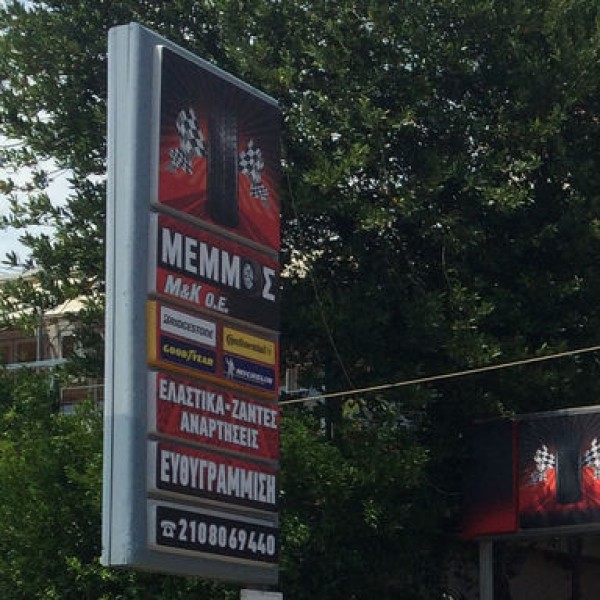 ΜΕΜΜΟΣ
Μ&Κ Ο.Ε.
BRIDGESTONE
Continental
GOODYEAR
MICHELIN
ΕΛΑΣΤΙΚΑ-ΖΑΝΤΕΣ
ΑΝΑΡΤΗΣΕΙΣ
ΕΥΘΥΓΡΑΜΜΙΣΗ
☎2108069440